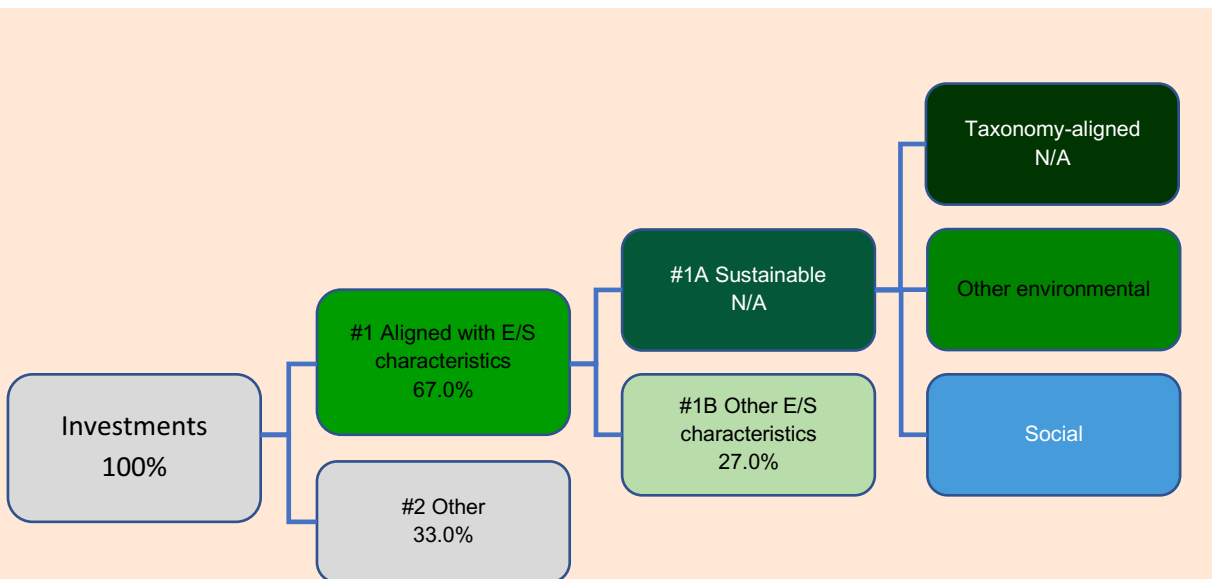 Investments
100%
#1 Aligned with E/S
characteristics
67.0%
#2 Other
33.0%
#1A Sustainable
N/A
#1B Other E/S
characteristics
27.0%
Taxonomy-aligned
N/A
Other environmental
Social